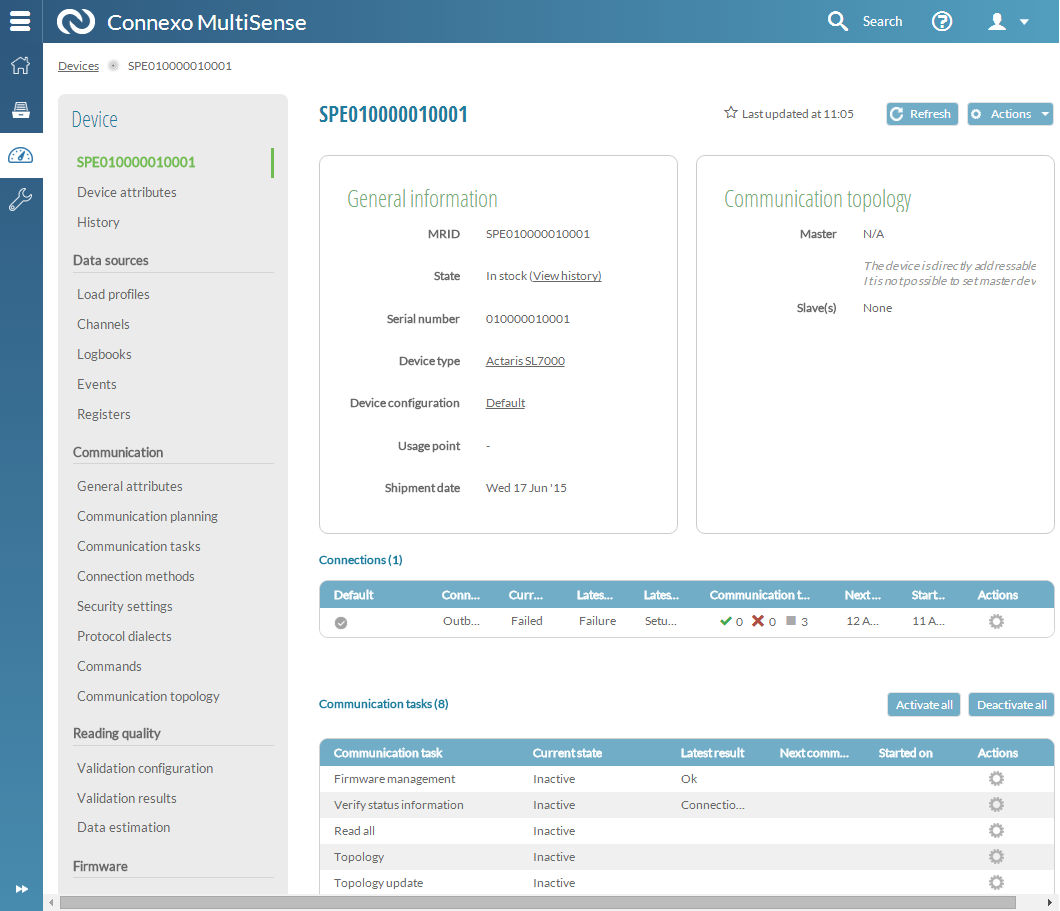 Connexo MultiSense
Search
Devices SPE010000010001
Device
SPE010000010001
Device attributes
History
Data sources
Load profiles
Channels
Logbooks
Events
Registers
Communication
General attributes
Communication planning
Communication tasks
Connection methods
Security settings
Protocol dialects
Commands
Communication topology
Reading quality
Validation configuration
Validation results
Data estimation
Firmware
SPE010000010001
Last updated at 11:05
Refresh
Actions
General information
MRID SPE010000010001
State In stock (View history)
Serial number 010000010001
Device type Actaris SL7000
Device configuration Default
Usage point -
Shipment date Wed 17 Jun '15
Communication topology
Master N/A
The device is directly addressable
It is not possible to set master dev
Slave(s) None
Connections (1)
Default Conn... Curr... Lates... Lates... Communication t... Next ... Start... Actions
Outb... Failed Failure Setu... 0 0 3 12 A... 11 A...
Communication tasks (8)
Activate all
Deactivate all
Communication task Current state Latest result Next comm... Started on Actions
Firmware management Inactive Ok
Verify status information Inactive Connectio...
Read all Inactive
Topology Inactive
Topology update Inactive